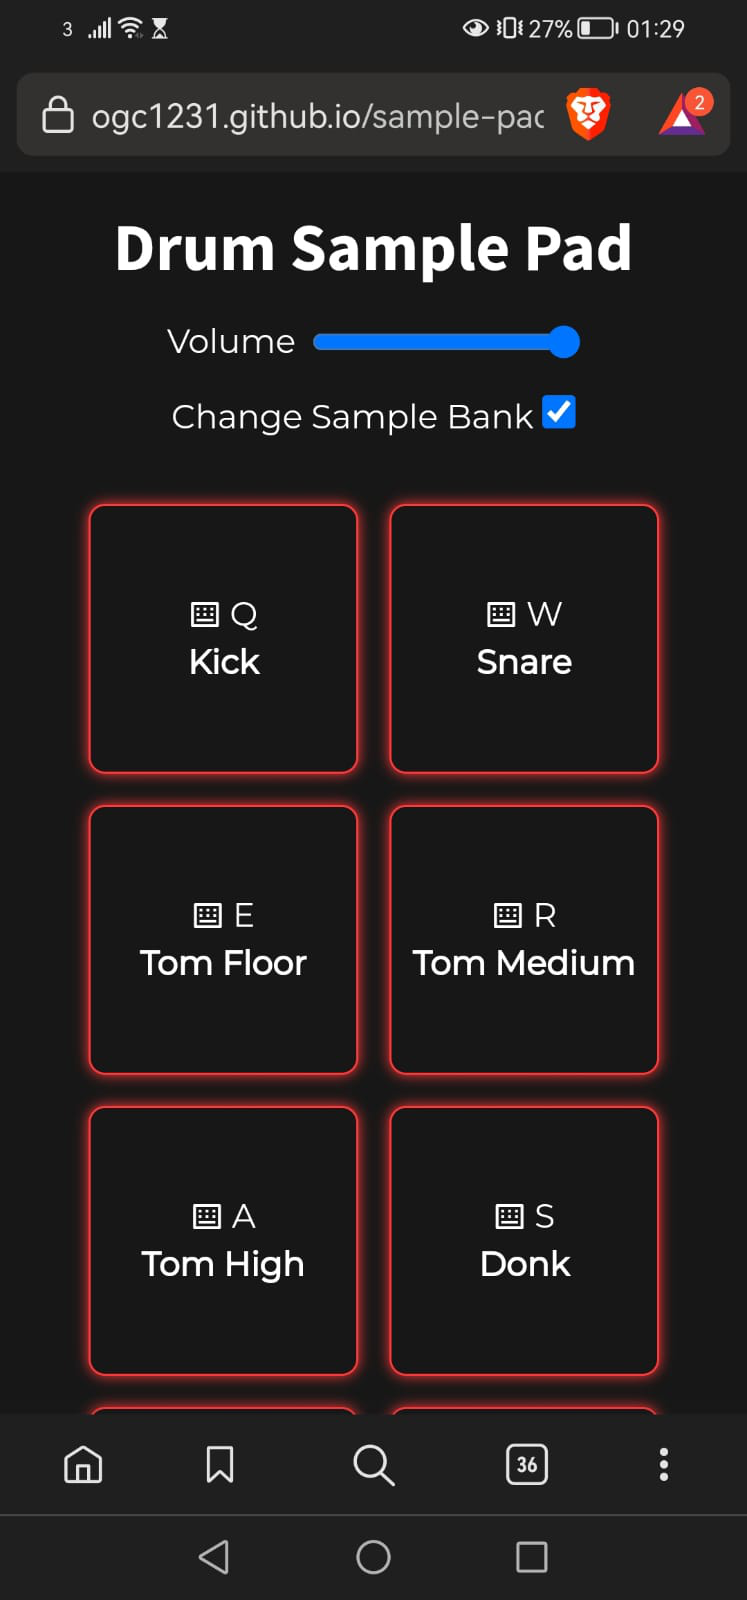 3 27% 01:29
ogc1231.github.io/sample-pac 2
Drum Sample Pad
Volume
Change Sample Bank
Q W
Kick Snare
E R
Tom Floor Tom Medium
A S
Tom High Donk
36